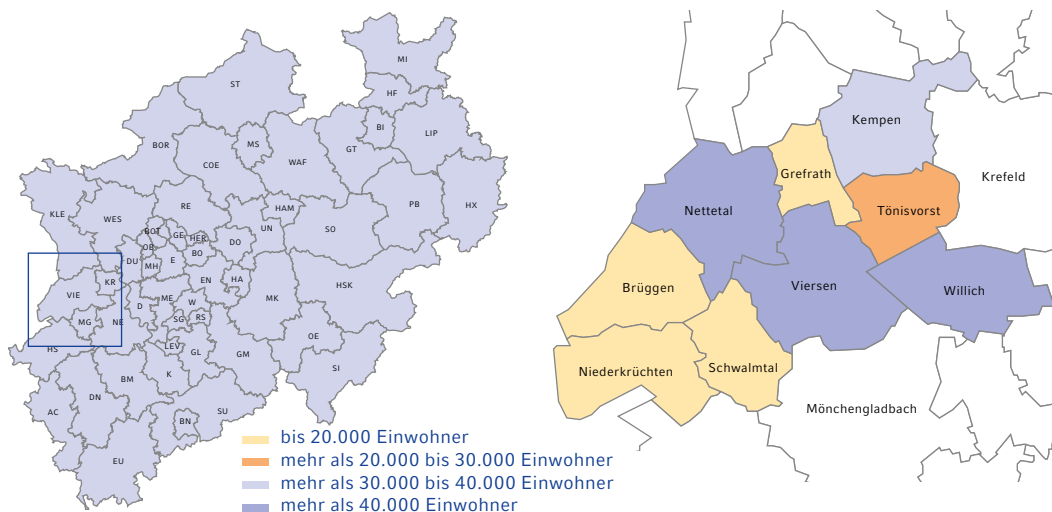 MI
ST
HF
BI
LIP
MS
BOR
COE
WAF
GT
KLE
WES
RE
HAM
PB
HX
BOT
GE
HER
UN
SO
OB
DO
DU
MH
E
BO
KR
EN
HA
HSK
VIE
D
ME
W
MK
MG
NE
SG
RS
OE
HS
LEV
GL
GM
SI
BM
K
DN
AC
BN
SU
EU
Kempen
Grefrath
Krefeld
Nettetal
Tönisvorst
Brüggen
Viersen
Willich
Niederkrüchten
Schwalmtal
Mönchengladbach
bis 20.000 Einwohner
mehr als 20.000 bis 30.000 Einwohner
mehr als 30.000 bis 40.000 Einwohner
mehr als 40.000 Einwohner